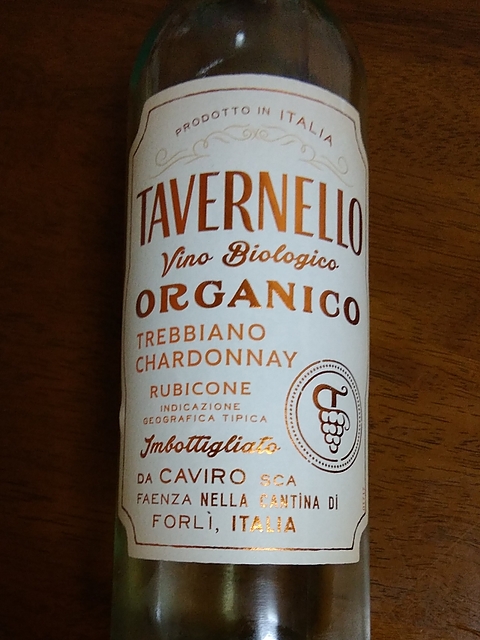 PRODOTTO IN ITALIA
TAVERNELLO
Vino Biologico
ORGANICO
TREBBIANO
CHARDONNAY
RUBICONE
INDICAZIONE
GEOGRAFICA TIPICA
Imbottigliato
DA CAVIRO SCA
FAENZA NELLA CANTINA DI
FORLÌ, ITALIA